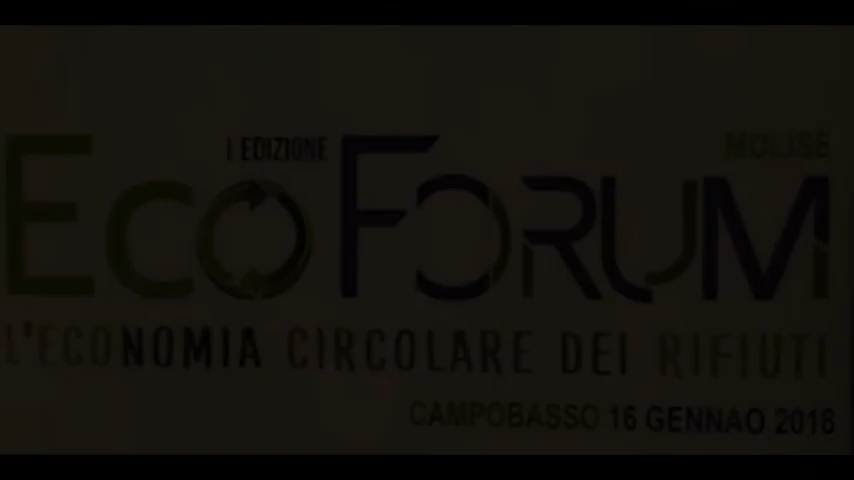 I EDIZIONE
MOLISE
ECOFORUM
L'ECONOMIA CIRCOLARE DEI RIFIUTI
CAMPOBASSO 16 GENNAO 2018